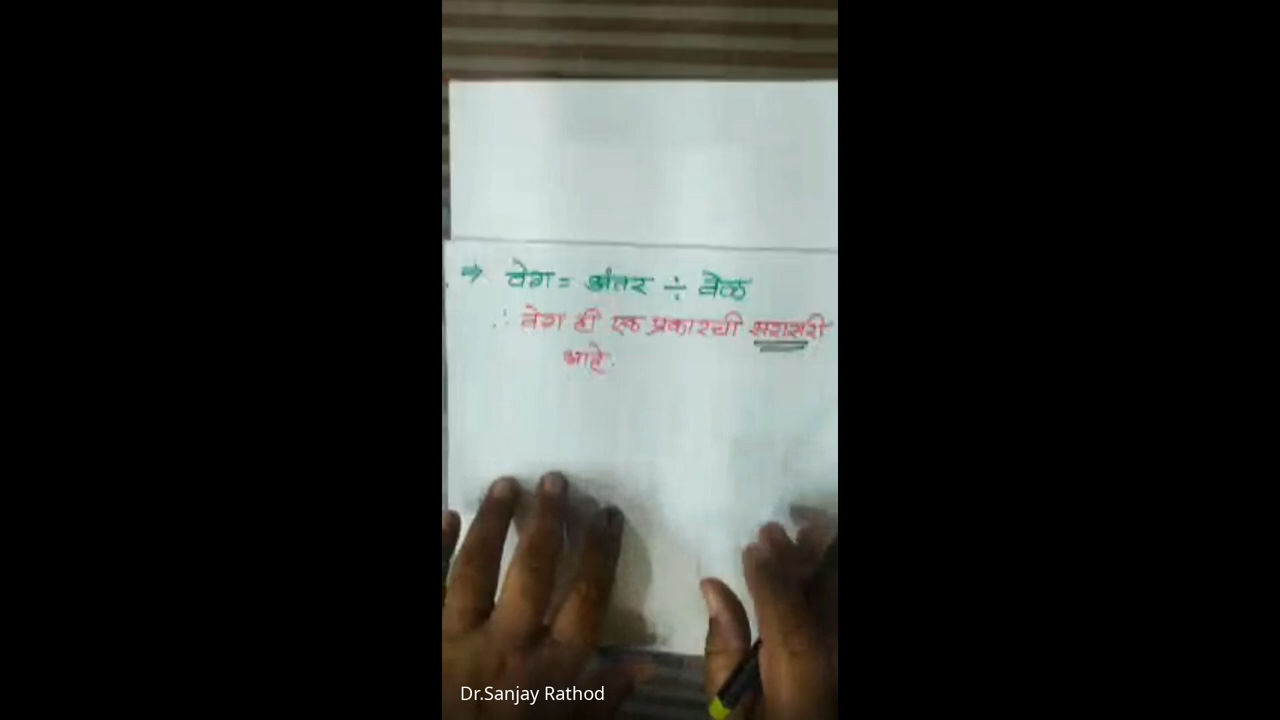 ⇒ वेग = अंतर ÷ वेळ
∴ वेग ही एक प्रकारची सरासरी
आहे.
Dr.Sanjay Rathod